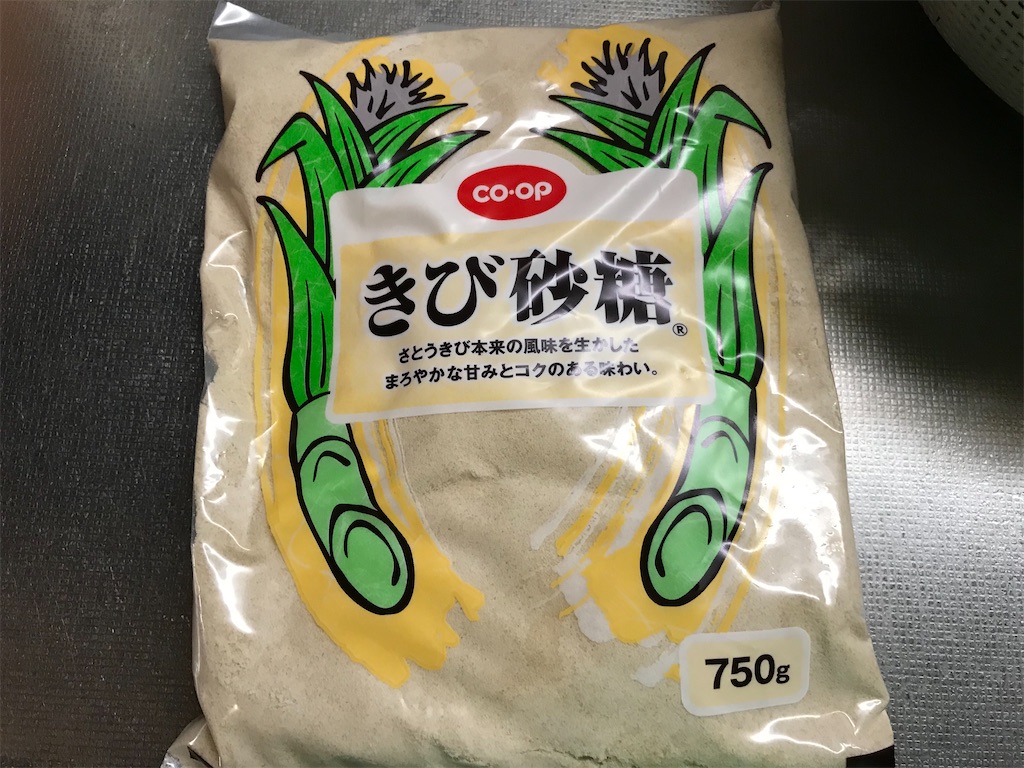 CO·OP
きび砂糖®
さとうきび本来の風味を生かした
まろやかな甘みとコクのある味わい。
750g